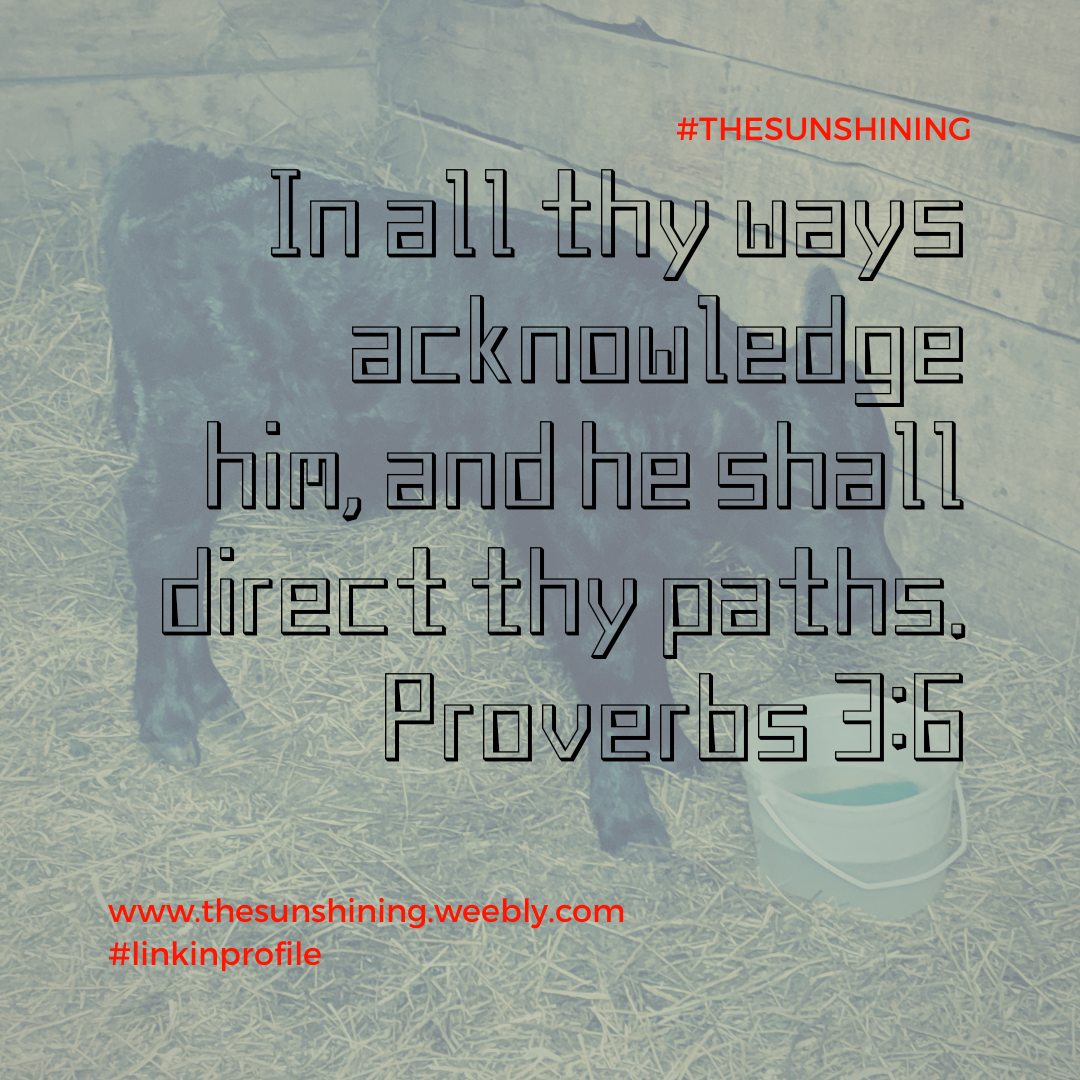 #THESUNSHINING
In all thy ways
acknowledge
him, and he shall
direct thy paths.
Proverbs 3:6
www.thesunshining.weebly.com
#linkinprofile